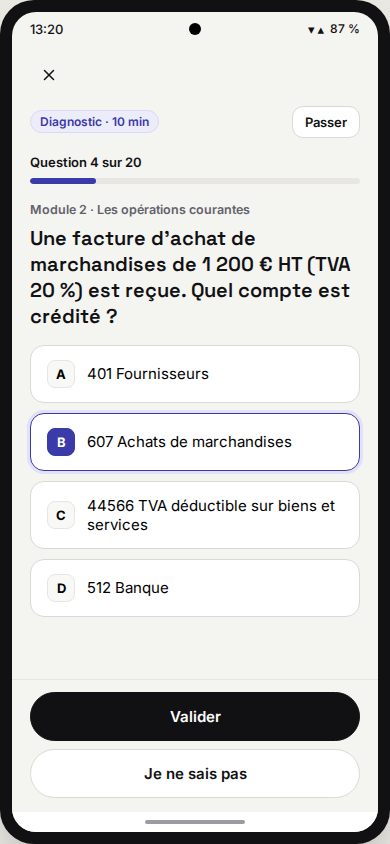 13:20
87 %
Diagnostic · 10 min
Passer
Question 4 sur 20
Module 2 · Les opérations courantes
Une facture d'achat de
marchandises de 1 200 € HT (TVA
20 %) est reçue. Quel compte est
crédité ?
A
401 Fournisseurs
B
607 Achats de marchandises
C
44566 TVA déductible sur biens et
services
D
512 Banque
Valider
Je ne sais pas